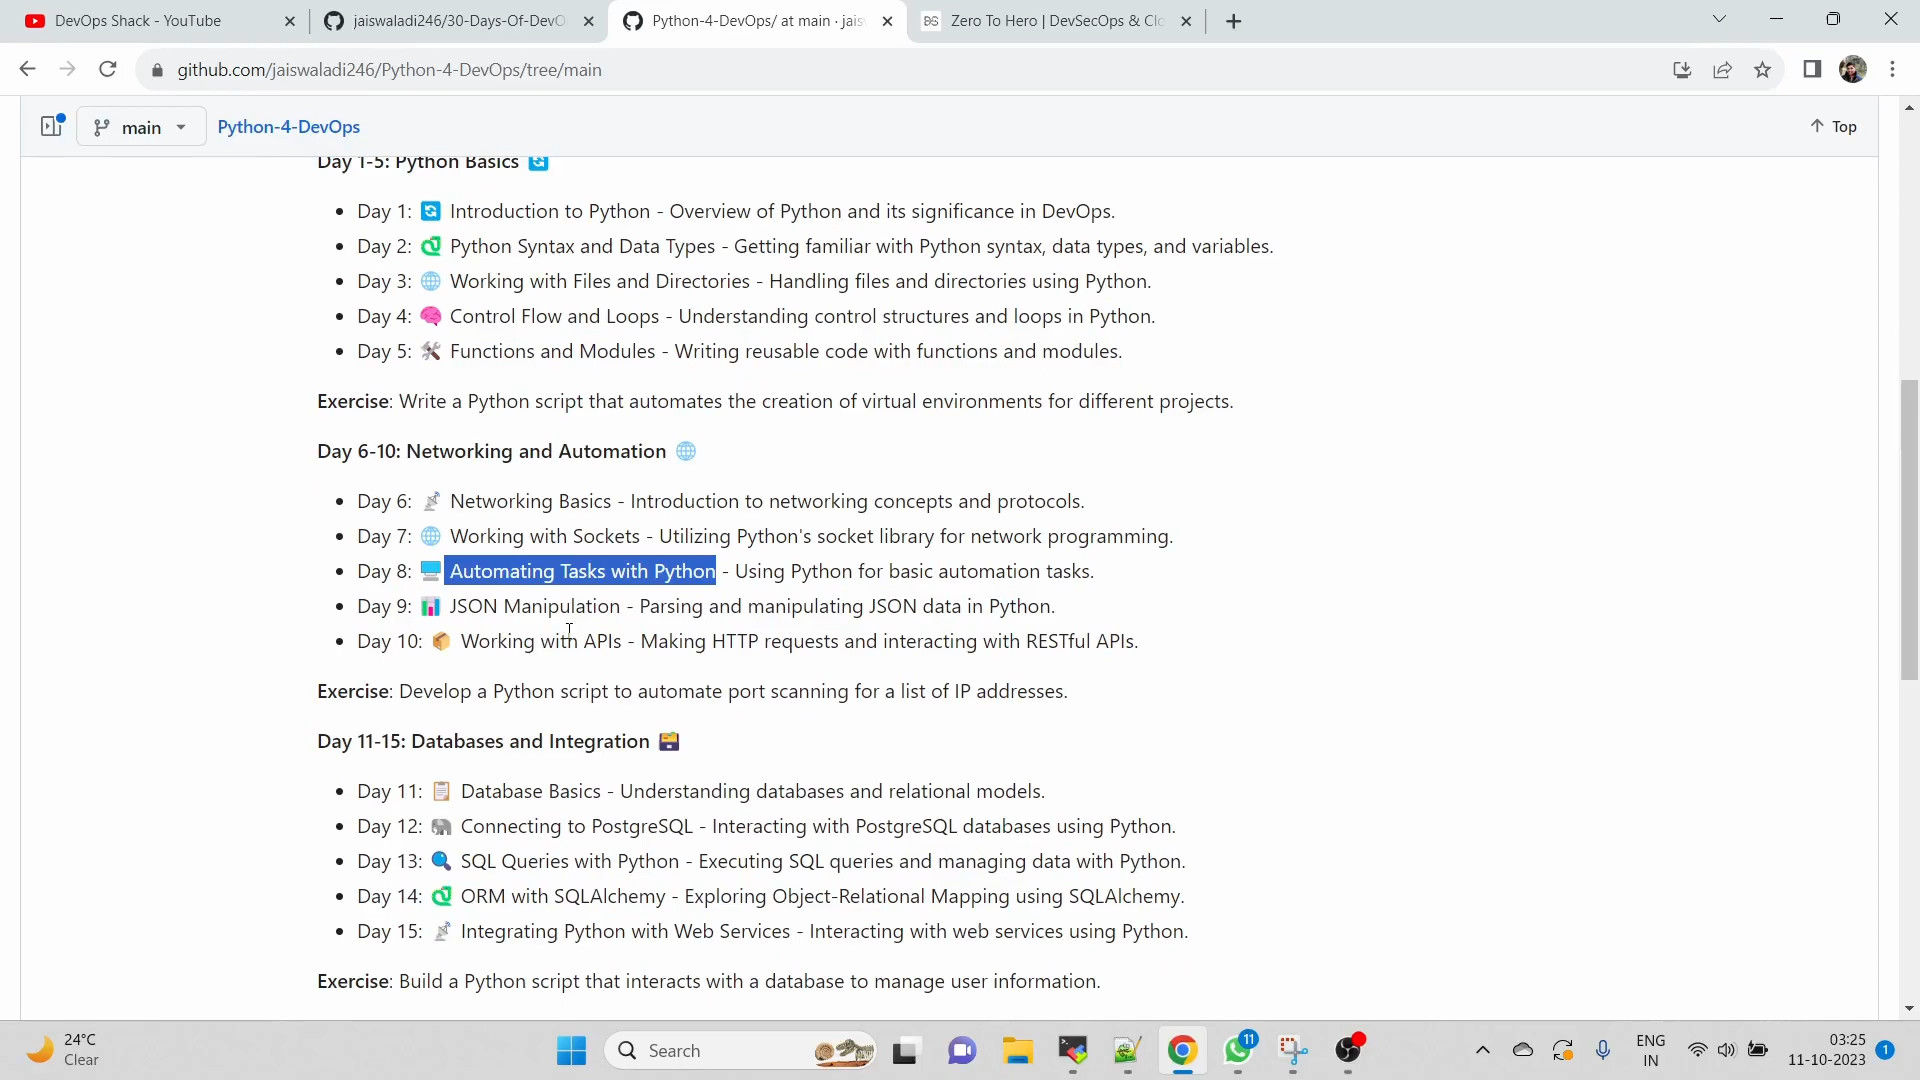 DevOps Shack - YouTube
jaiswaladi246/30-Days-Of-DevO
Python-4-DevOps/ at main · jais
BS
Zero To Hero | DevSecOps & Clo
github.com/jaiswaladi246/Python-4-DevOps/tree/main
main
Python-4-DevOps
Top
Day 1-5: Python Basics
Day 1: Introduction to Python - Overview of Python and its significance in DevOps.
Day 2: Python Syntax and Data Types - Getting familiar with Python syntax, data types, and variables.
Day 3: Working with Files and Directories - Handling files and directories using Python.
Day 4: Control Flow and Loops - Understanding control structures and loops in Python.
Day 5: Functions and Modules - Writing reusable code with functions and modules.
Exercise: Write a Python script that automates the creation of virtual environments for different projects.
Day 6-10: Networking and Automation
Day 6: Networking Basics - Introduction to networking concepts and protocols.
Day 7: Working with Sockets - Utilizing Python's socket library for network programming.
Day 8: Automating Tasks with Python - Using Python for basic automation tasks.
Day 9: JSON Manipulation - Parsing and manipulating JSON data in Python.
Day 10: Working with APIs - Making HTTP requests and interacting with RESTful APIs.
Exercise: Develop a Python script to automate port scanning for a list of IP addresses.
Day 11-15: Databases and Integration
Day 11: Database Basics - Understanding databases and relational models.
Day 12: Connecting to PostgreSQL - Interacting with PostgreSQL databases using Python.
Day 13: SQL Queries with Python - Executing SQL queries and managing data with Python.
Day 14: ORM with SQLAlchemy - Exploring Object-Relational Mapping using SQLAlchemy.
Day 15: Integrating Python with Web Services - Interacting with web services using Python.
Exercise: Build a Python script that interacts with a database to manage user information.
24°C
Clear
Search
11
ENG
IN
03:25
11-10-2023
1